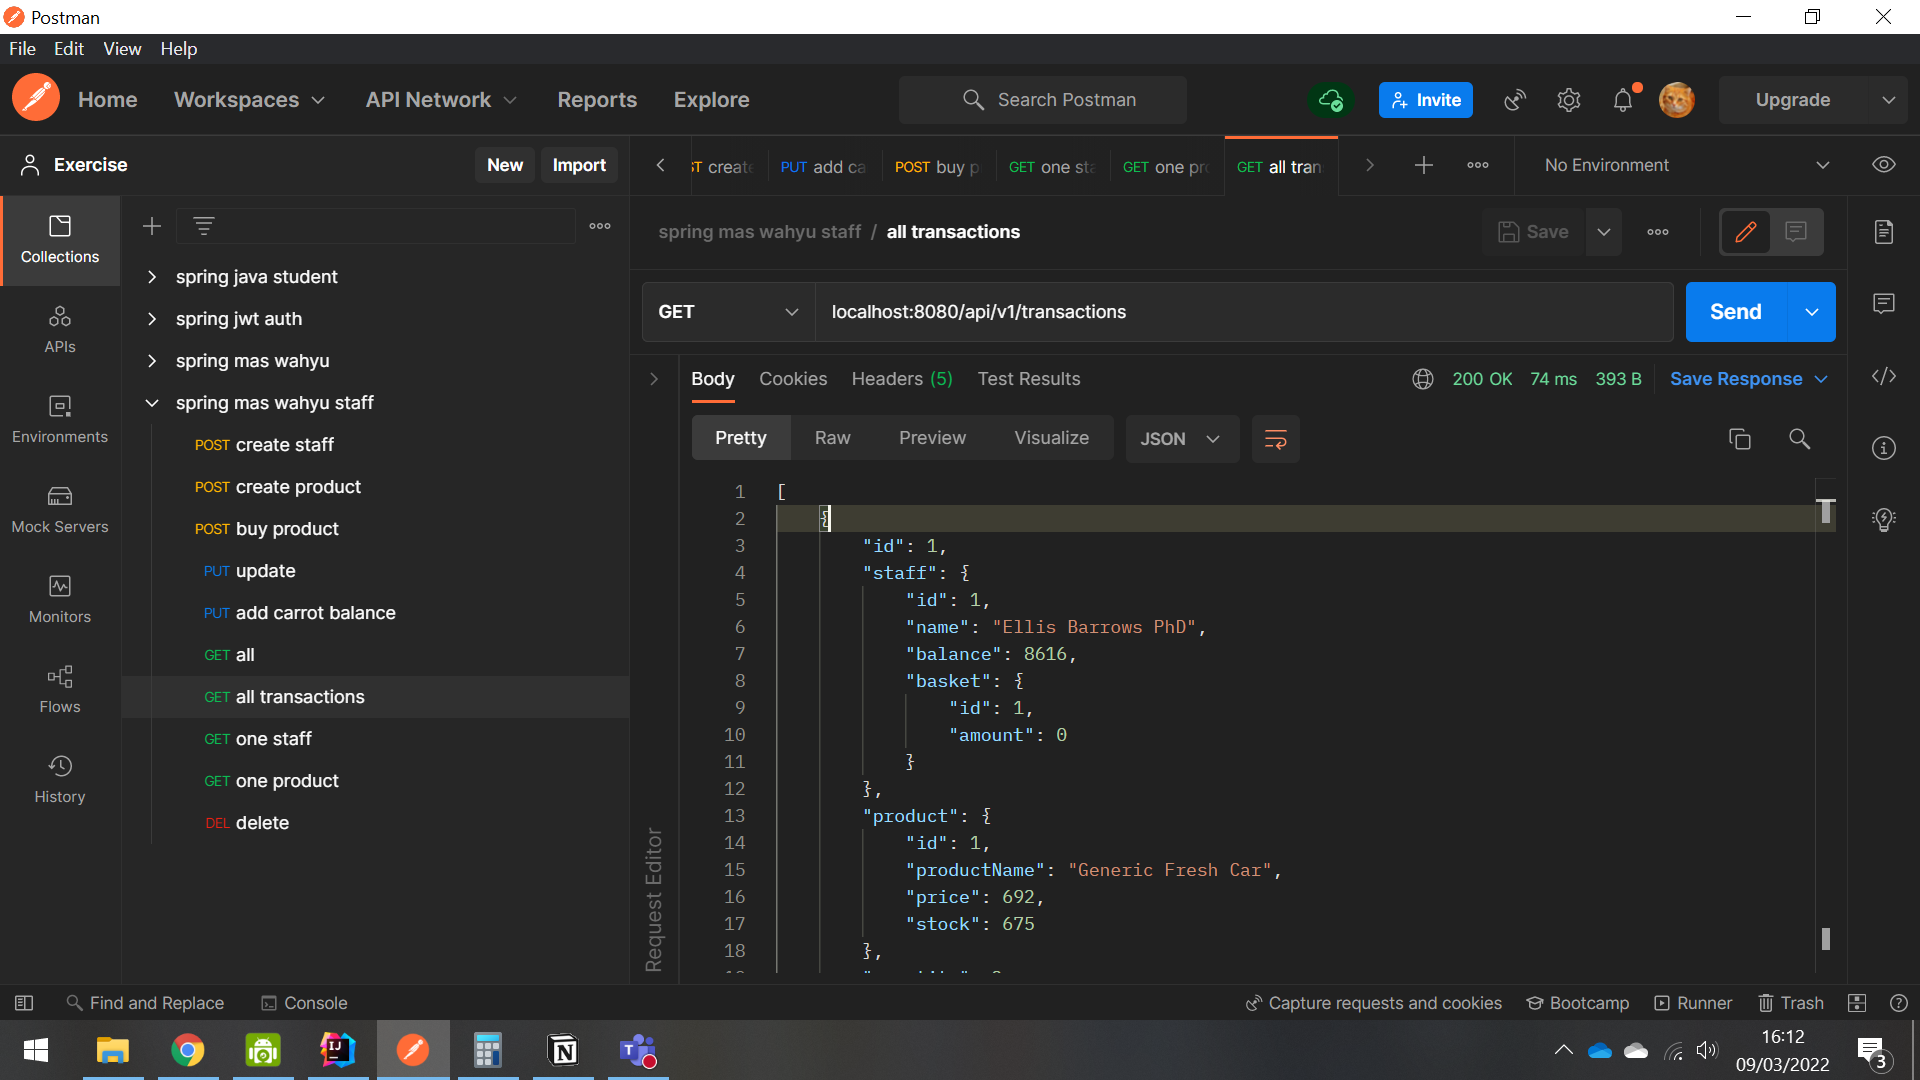 Postman
File Edit View Help
Home Workspaces API Network Reports Explore Search Postman Invite Upgrade
Exercise New Import
create PUT add ca POST buy p GET one sta GET one pro GET all tran No Environment
spring mas wahyu staff / all transactions Save
GET localhost:8080/api/v1/transactions Send
Collections
APIs
Environments
Mock Servers
Monitors
Flows
History
spring java student
spring jwt auth
spring mas wahyu
spring mas wahyu staff
POST create staff
POST create product
POST buy product
PUT update
PUT add carrot balance
GET all
GET all transactions
GET one staff
GET one product
DEL delete
Request Editor
Body Cookies Headers (5) Test Results 200 OK 74 ms 393 B Save Response
Pretty Raw Preview Visualize JSON
1 [
2 {
3 "id": 1,
4 "staff": {
5 "id": 1,
6 "name": "Ellis Barrows PhD",
7 "balance": 8616,
8 "basket": {
9 "id": 1,
10 "amount": 0
11 }
12 },
13 "product": {
14 "id": 1,
15 "productName": "Generic Fresh Car",
16 "price": 692,
17 "stock": 675
18 },
Find and Replace Console Capture requests and cookies Bootcamp Runner Trash
16:12
09/03/2022
3